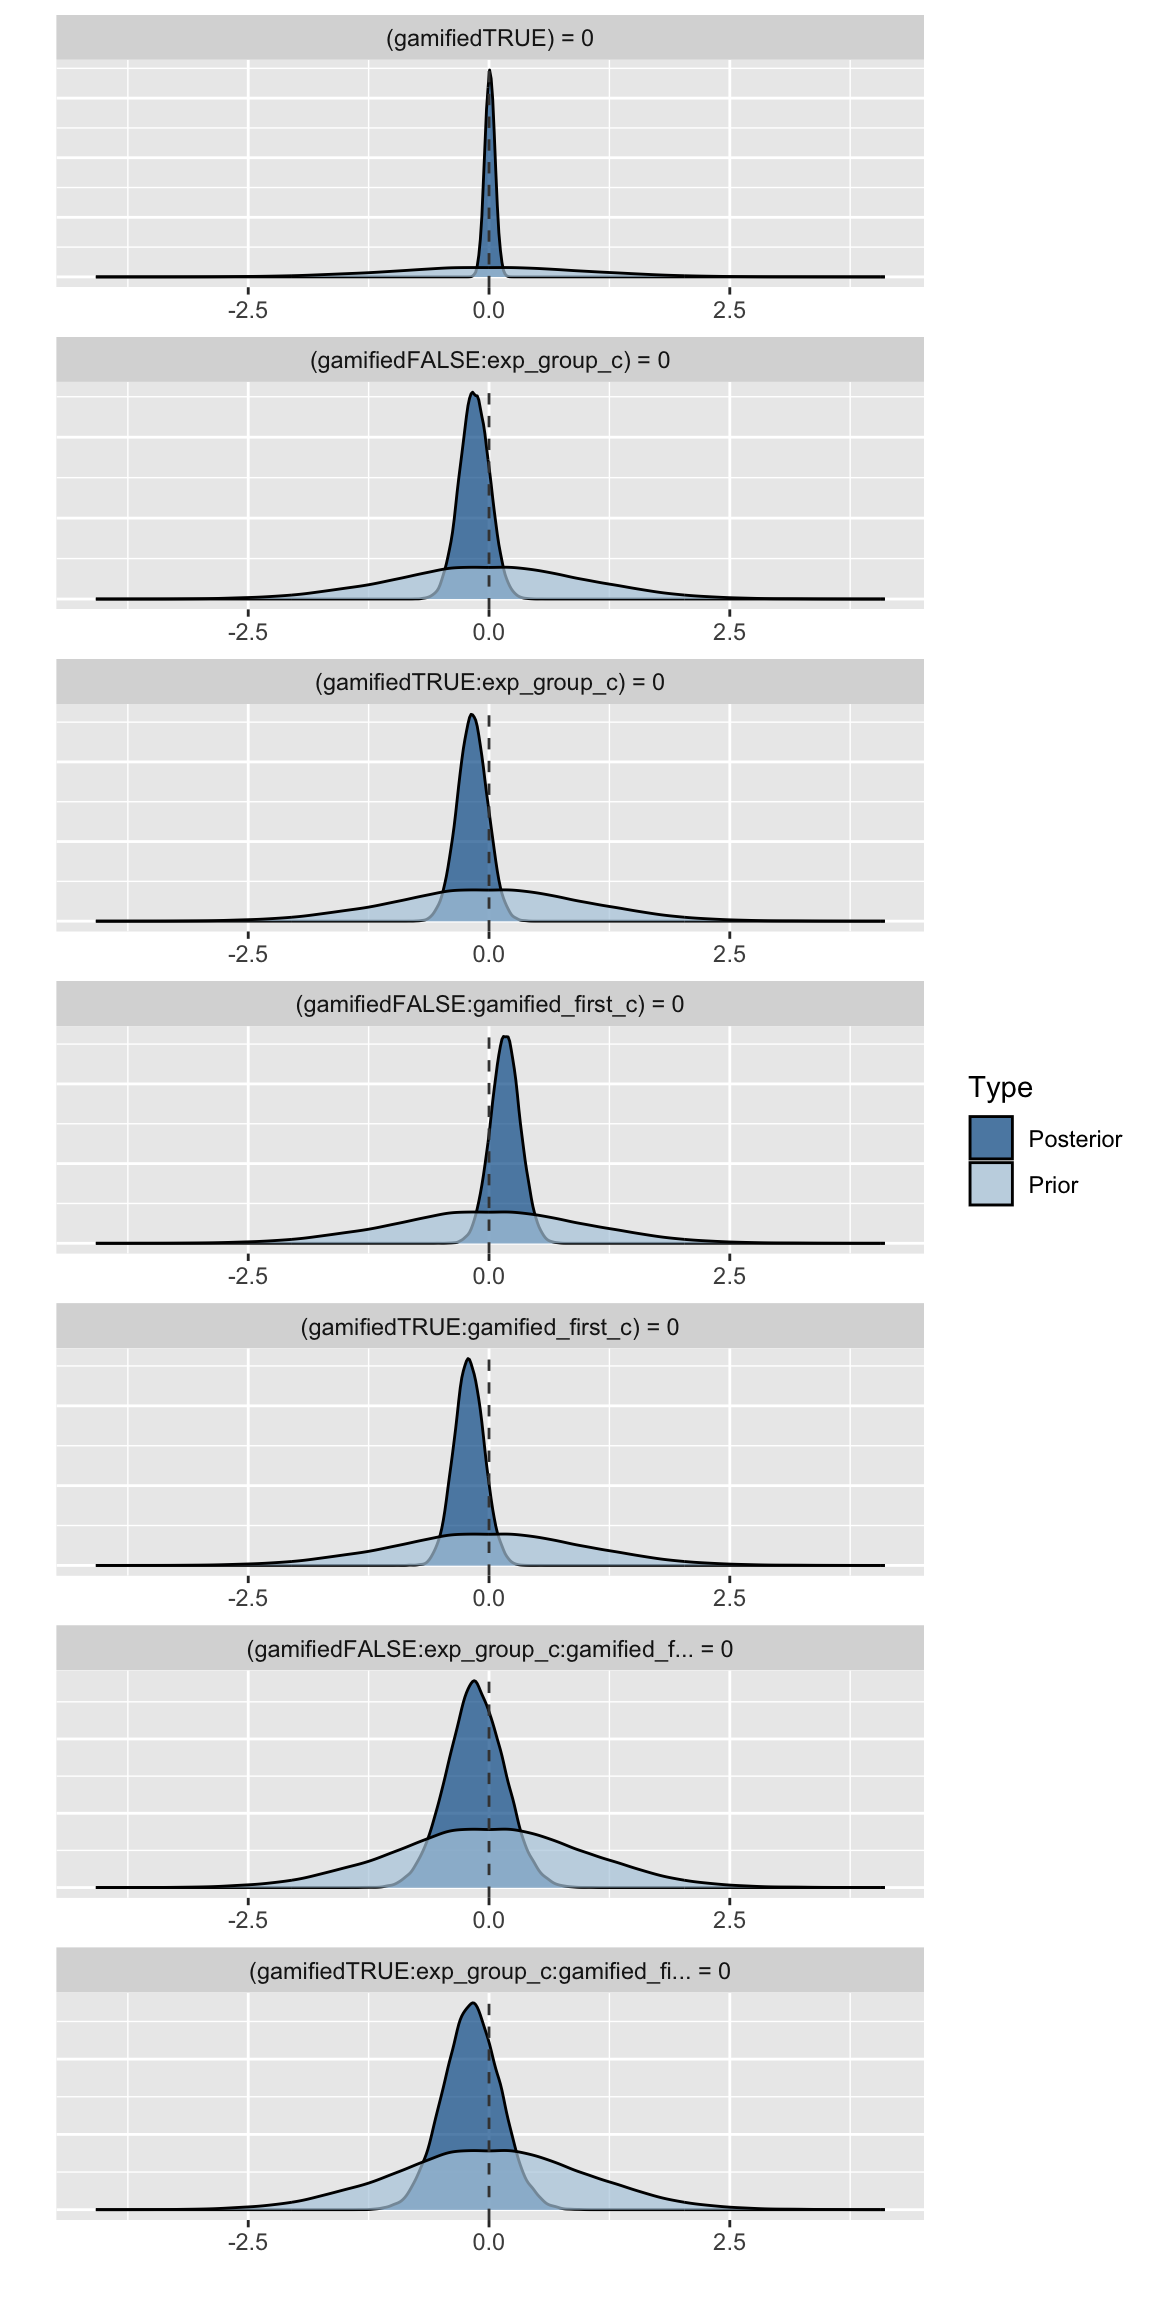 (gamifiedTRUE) = 0
-2.5 0.0 2.5
(gamifiedFALSE:exp_group_c) = 0
-2.5 0.0 2.5
(gamifiedTRUE:exp_group_c) = 0
-2.5 0.0 2.5
(gamifiedFALSE:gamified_first_c) = 0
-2.5 0.0 2.5
Type
Posterior
Prior
(gamifiedTRUE:gamified_first_c) = 0
-2.5 0.0 2.5
(gamifiedFALSE:exp_group_c:gamified_f... = 0
-2.5 0.0 2.5
(gamifiedTRUE:exp_group_c:gamified_fi... = 0
-2.5 0.0 2.5